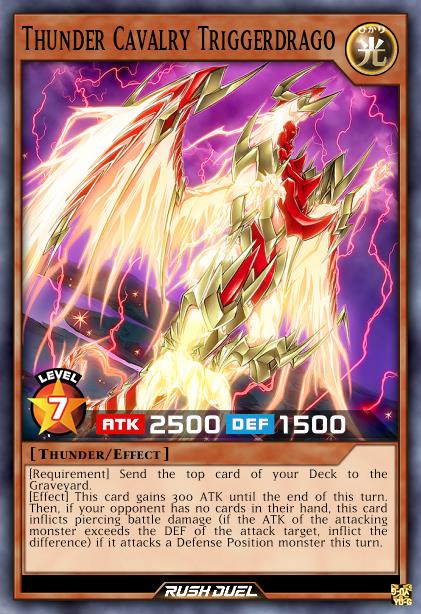 THUNDER CAVALRY TRIGGERDRAGO
ひかり
光
LEVEL
7
ATK 2500 DEF 1500
[THUNDER/EFFECT]
[Requirement] Send the top card of your Deck to the
Graveyard.
[Effect] This card gains 300 ATK until the end of this turn.
Then, if your opponent has no cards in their hand, this card
inflicts piercing battle damage (if the ATK of the attacking
monster exceeds the DEF of the attack target, inflict the
difference) if it attacks a Defense Position monster this turn.
RUSH DUEL